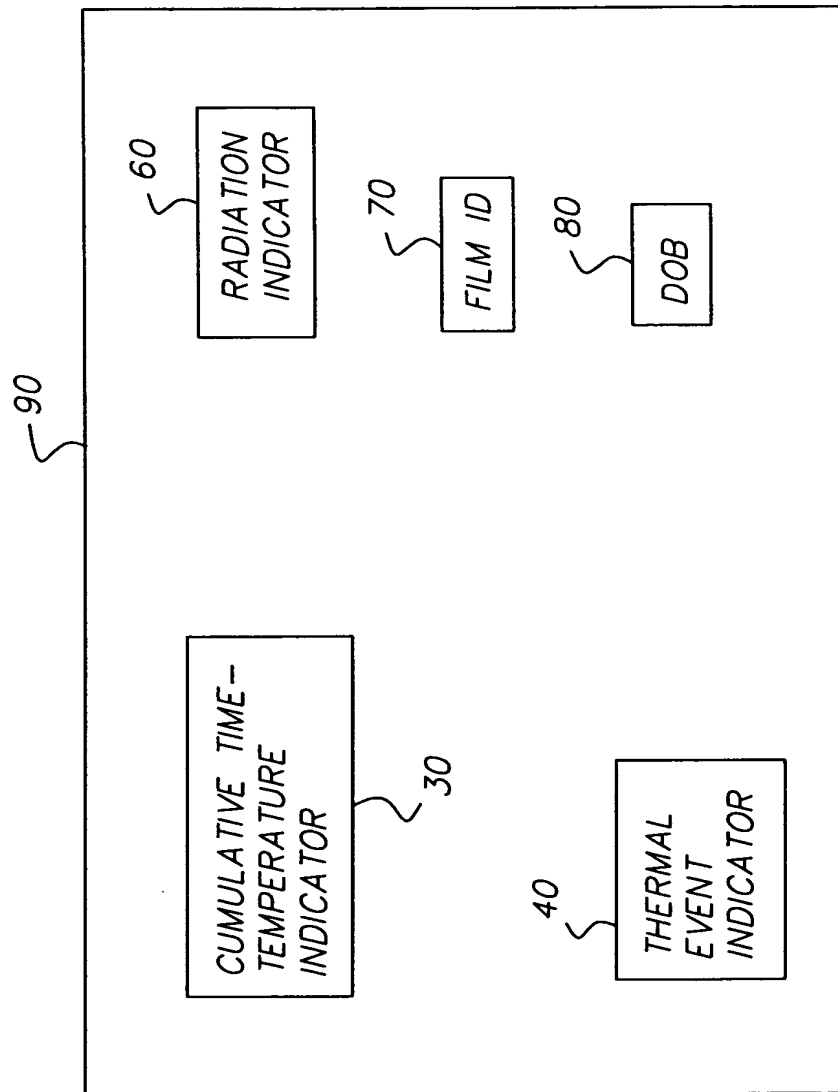 90
CUMULATIVE TIME-
TEMPERATURE
INDICATOR
30
RADIATION
INDICATOR
60
FILM ID
70
THERMAL
EVENT
INDICATOR
40
DOB
80